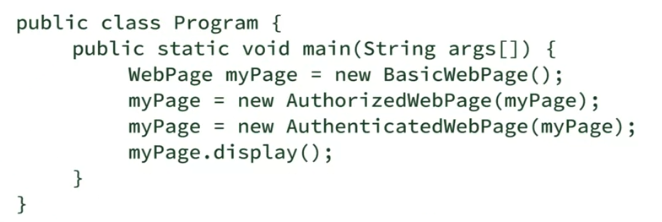 public class Program {
public static void main(String args[]) {
WebPage myPage = new BasicWebPage();
myPage = new AuthorizedWebPage(myPage);
myPage = new AuthenticatedWebPage(myPage);
myPage.display();
}
}